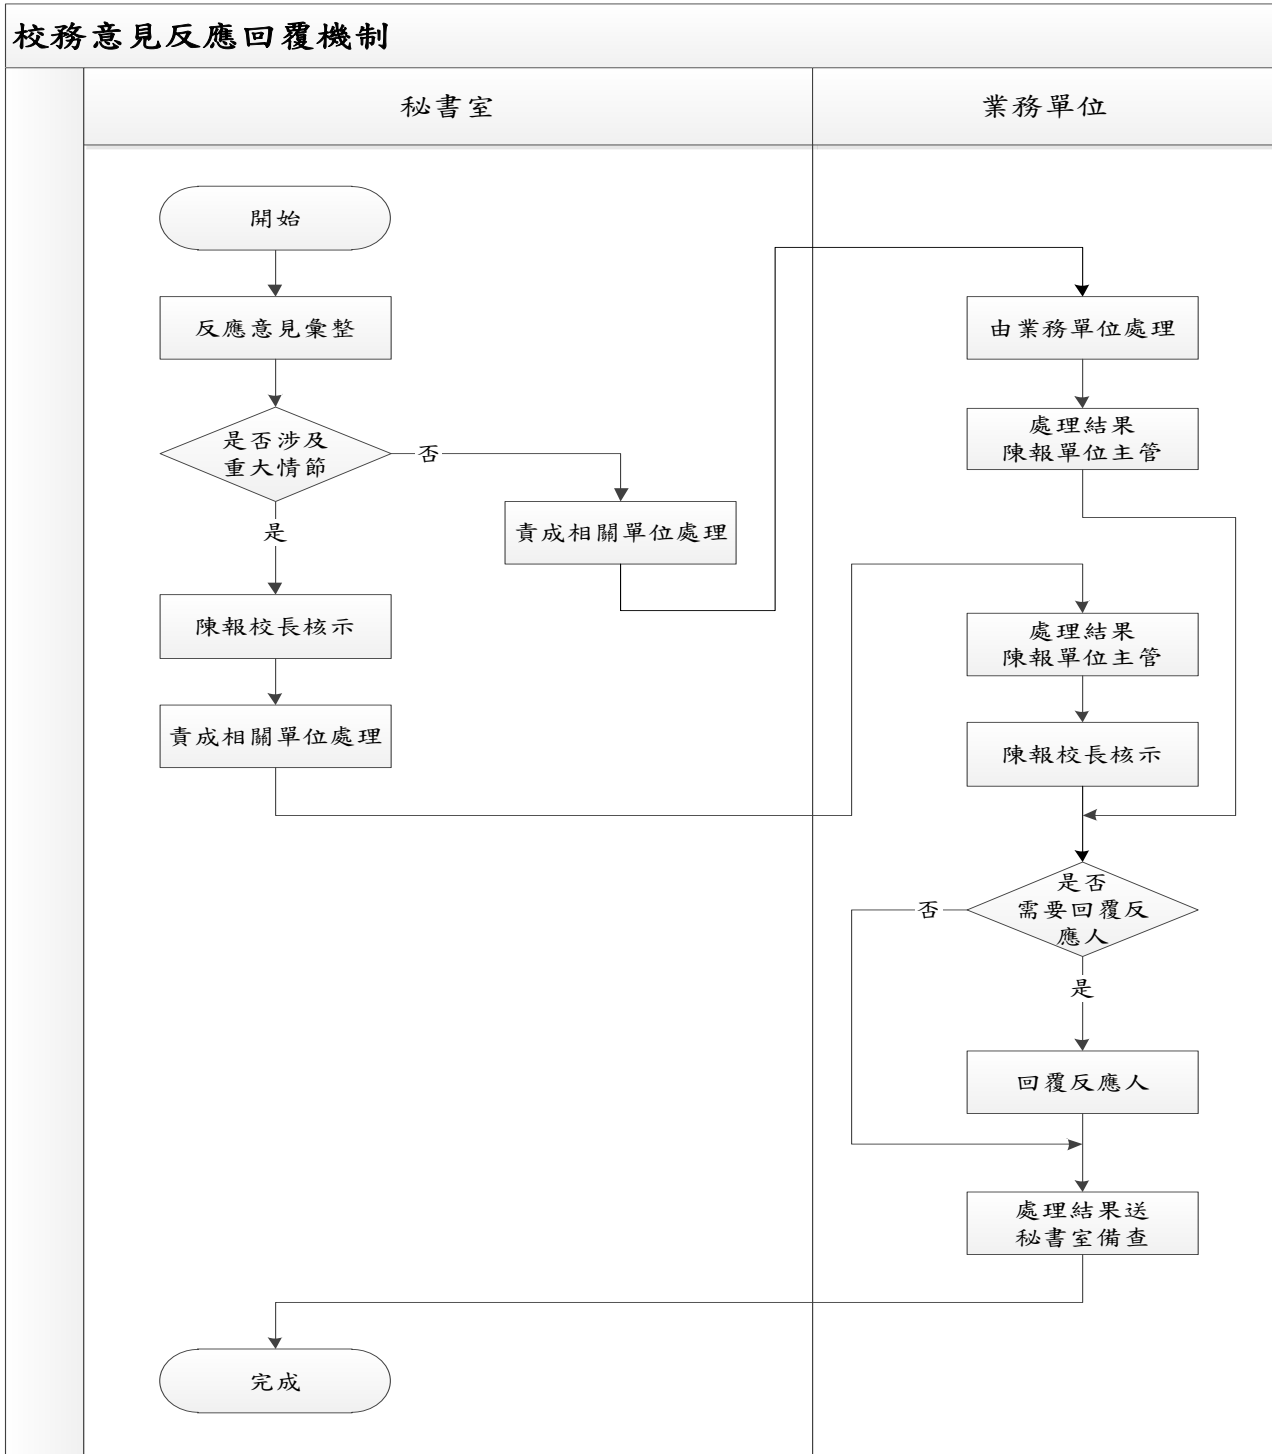 校務意見反應回覆機制
秘書室
業務單位
開始
反應意見彙整
由業務單位處理
是否涉及
重大情節
否
處理結果
陳報單位主管
是
責成相關單位處理
陳報校長核示
處理結果
陳報單位主管
責成相關單位處理
陳報校長核示
是否
需要回覆反
應人
否
是
回覆反應人
處理結果送
秘書室備查
完成